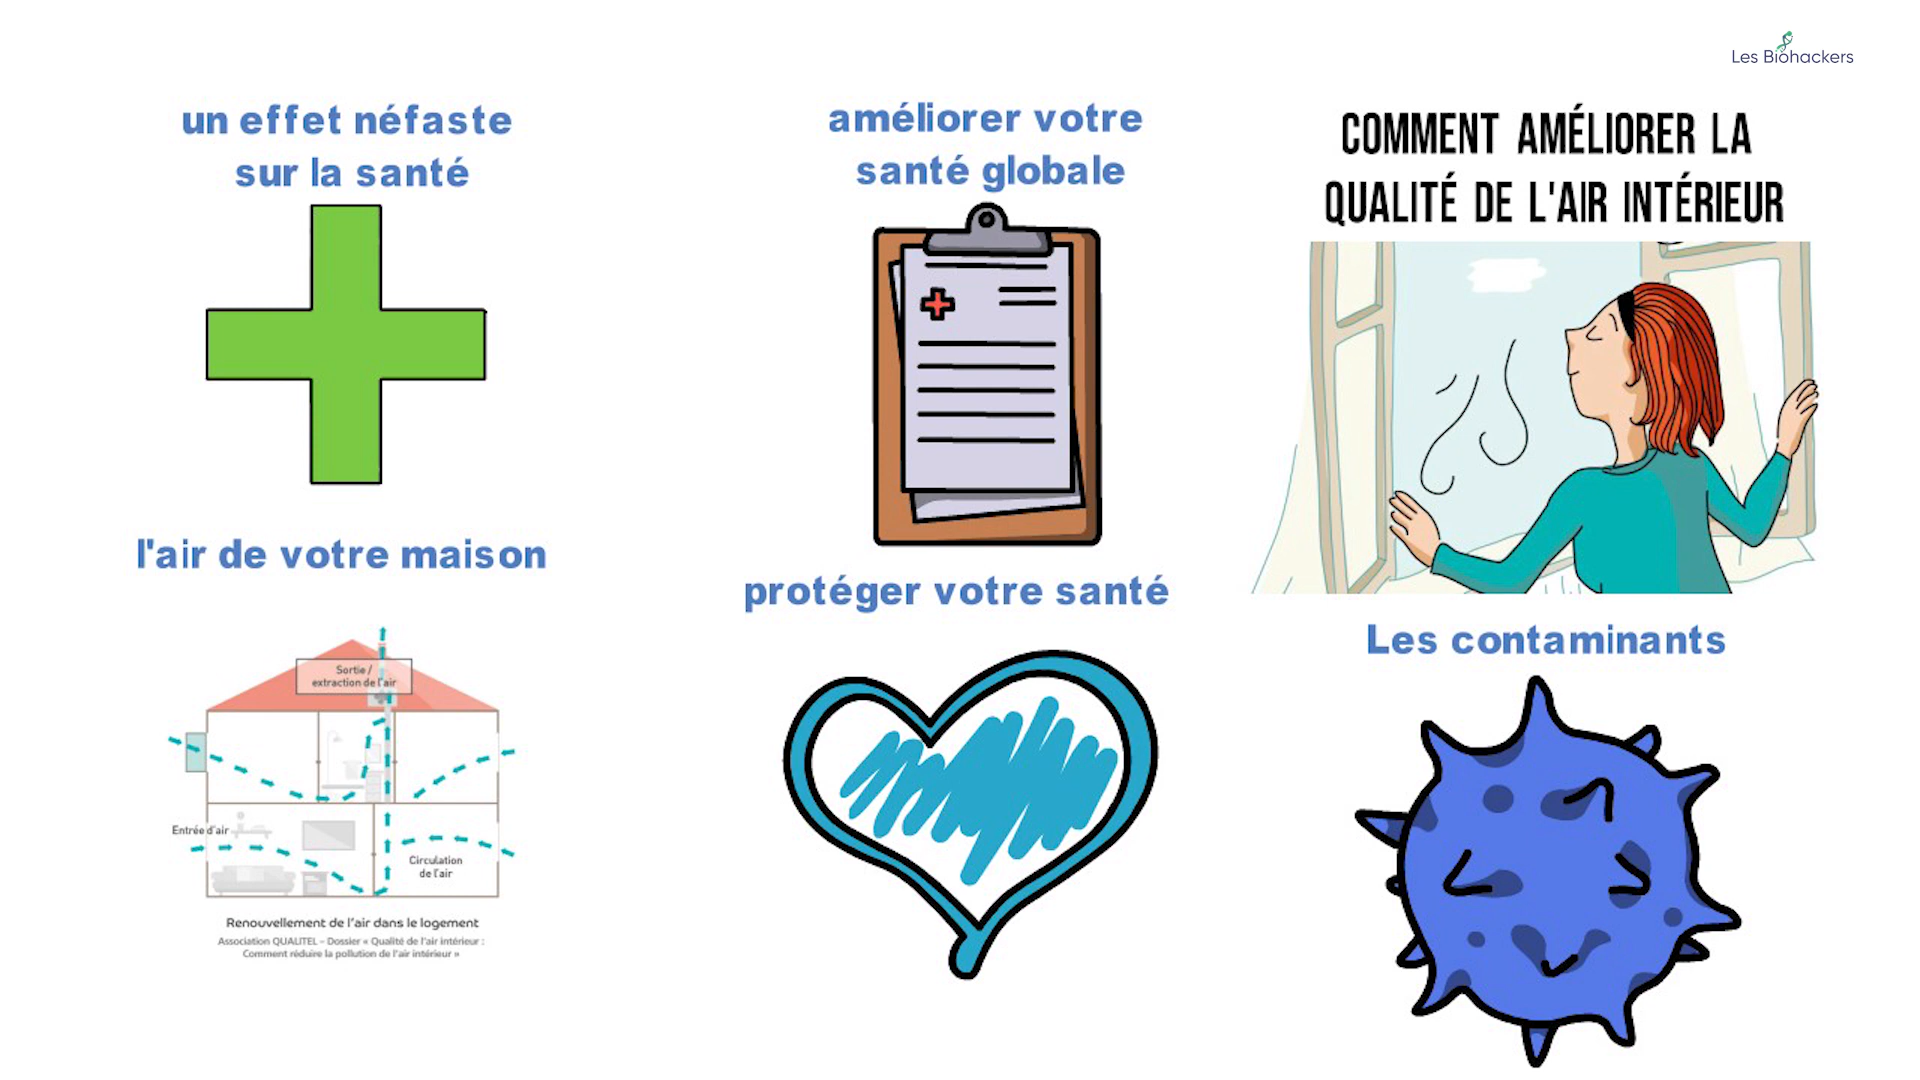 Les Biohackers
un effet néfaste
sur la santé
améliorer votre
santé globale
COMMENT AMÉLIORER LA
QUALITÉ DE L'AIR INTÉRIEUR
l'air de votre maison
protéger votre santé
Les contaminants
Sortie /
extraction de l'air
Entrée d'air
Circulation
de l'air
Renouvellement de l'air dans le logement
Association QUALITEL – Dossier « Qualité de l'air intérieur :
Comment réduire la pollution de l'air intérieur »